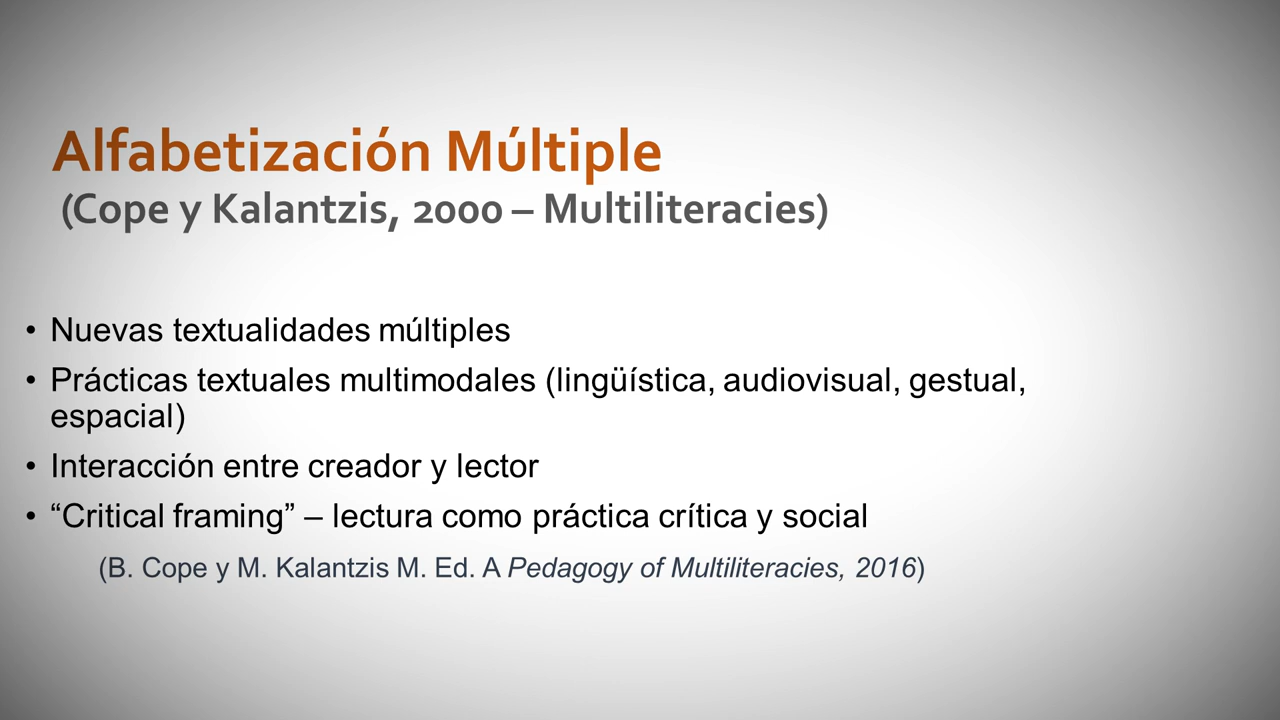 Alfabetización Múltiple
(Cope y Kalantzis, 2000 – Multiliteracies)
• Nuevas textualidades múltiples
• Prácticas textuales multimodales (lingüística, audiovisual, gestual,
espacial)
• Interacción entre creador y lector
• “Critical framing” – lectura como práctica crítica y social
(B. Cope y M. Kalantzis M. Ed. A Pedagogy of Multiliteracies, 2016)